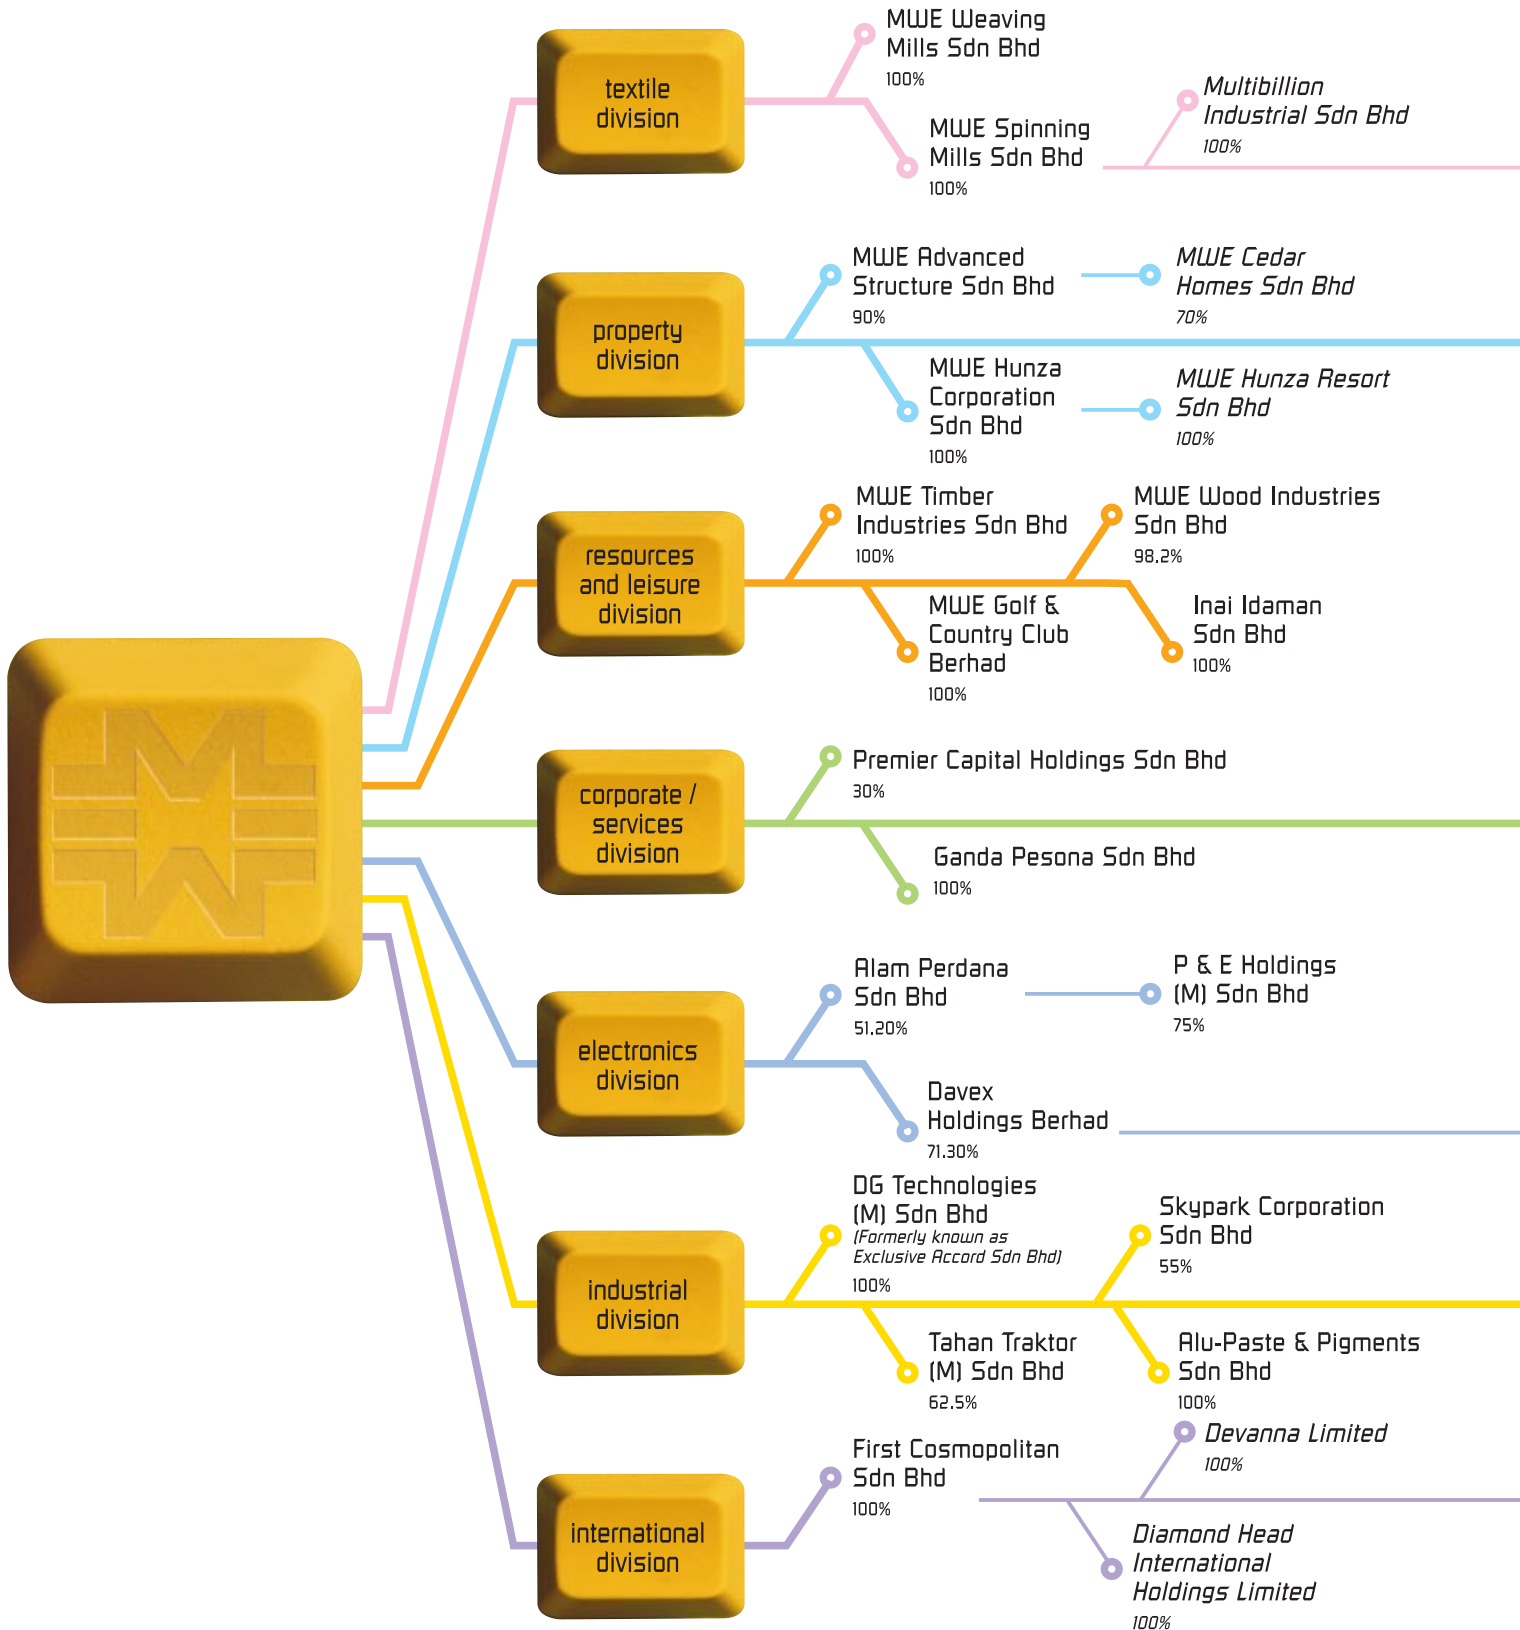 textile
division
MWE Weaving
Mills Sdn Bhd
100%
MWE Spinning
Mills Sdn Bhd
100%
Multibillion
Industrial Sdn Bhd
100%
property
division
MWE Advanced
Structure Sdn Bhd
90%
MWE Cedar
Homes Sdn Bhd
70%
MWE Hunza
Corporation
Sdn Bhd
100%
MWE Hunza Resort
Sdn Bhd
100%
resources
and leisure
division
MWE Timber
Industries Sdn Bhd
100%
MWE Wood Industries
Sdn Bhd
98.2%
MWE Golf &
Country Club
Berhad
100%
Inai Idaman
Sdn Bhd
100%
corporate /
services
division
Premier Capital Holdings Sdn Bhd
30%
Ganda Pesona Sdn Bhd
100%
electronics
division
Alam Perdana
Sdn Bhd
51.20%
P & E Holdings
(M) Sdn Bhd
75%
Davex
Holdings Berhad
71.30%
industrial
division
DG Technologies
(M) Sdn Bhd
(Formerly known as
Exclusive Accord Sdn Bhd)
100%
Skypark Corporation
Sdn Bhd
55%
Tahan Traktor
(M) Sdn Bhd
62.5%
Alu-Paste & Pigments
Sdn Bhd
100%
international
division
First Cosmopolitan
Sdn Bhd
100%
Devanna Limited
100%
Diamond Head
International
Holdings Limited
100%